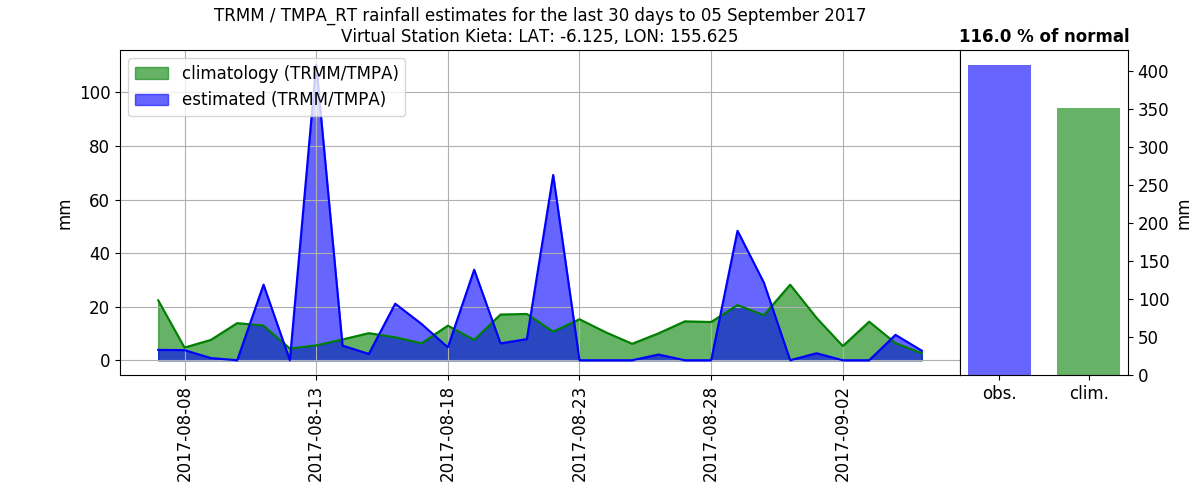 TRMM / TMPA_RT rainfall estimates for the last 30 days to 05 September 2017
Virtual Station Kieta: LAT: -6.125, LON: 155.625
116.0 % of normal
climatology (TRMM/TMPA)
estimated (TRMM/TMPA)
mm
100
80
60
40
20
0
2017-08-08
2017-08-13
2017-08-18
2017-08-23
2017-08-28
2017-09-02
400
350
300
250
200
150
100
50
0
mm
obs.
clim.